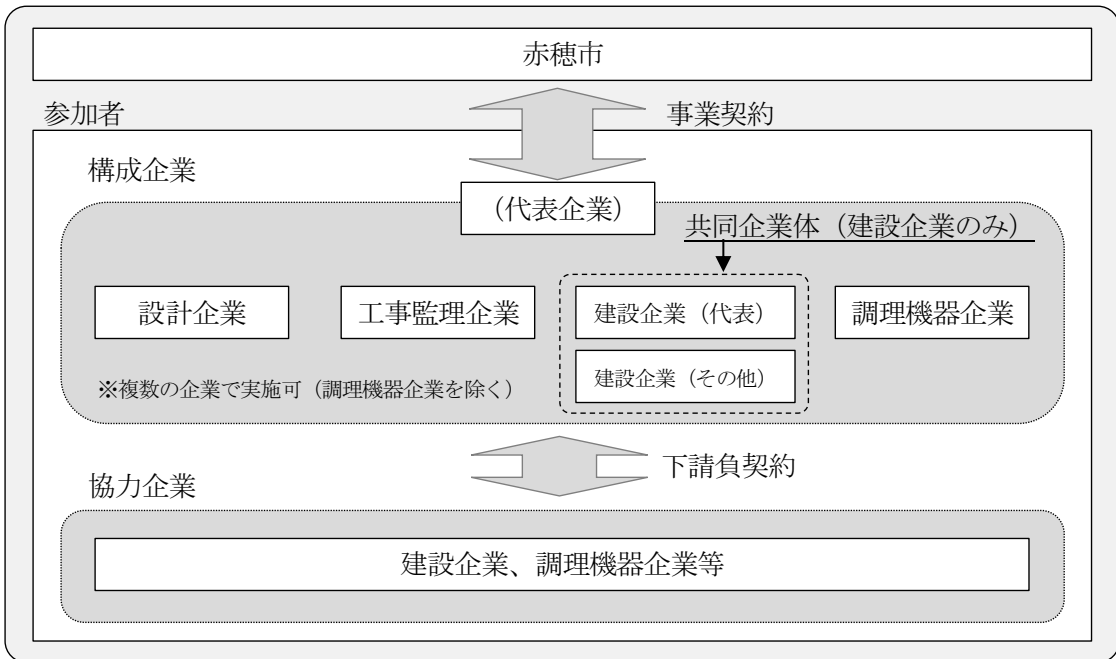 赤穂市
参加者
事業契約
構成企業
（代表企業）
共同企業体（建設企業のみ）
設計企業
工事監理企業
建設企業（代表）
調理機器企業
建設企業（その他）
※複数の企業で実施可（調理機器企業を除く）
下請負契約
協力企業
建設企業、調理機器企業等